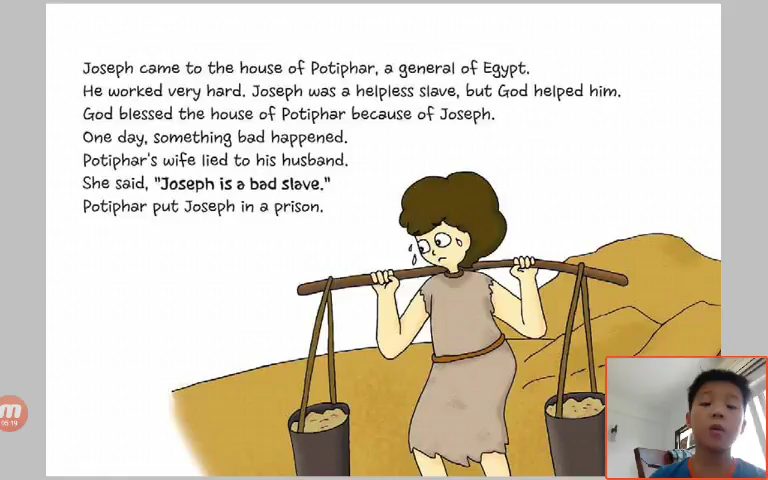 Joseph came to the house of Potiphar, a general of Egypt.
He worked very hard. Joseph was a helpless slave, but God helped him.
God blessed the house of Potiphar because of Joseph.
One day, something bad happened.
Potiphar's wife lied to his husband.
She said, "Joseph is a bad slave."
Potiphar put Joseph in a prison.
m
05:19